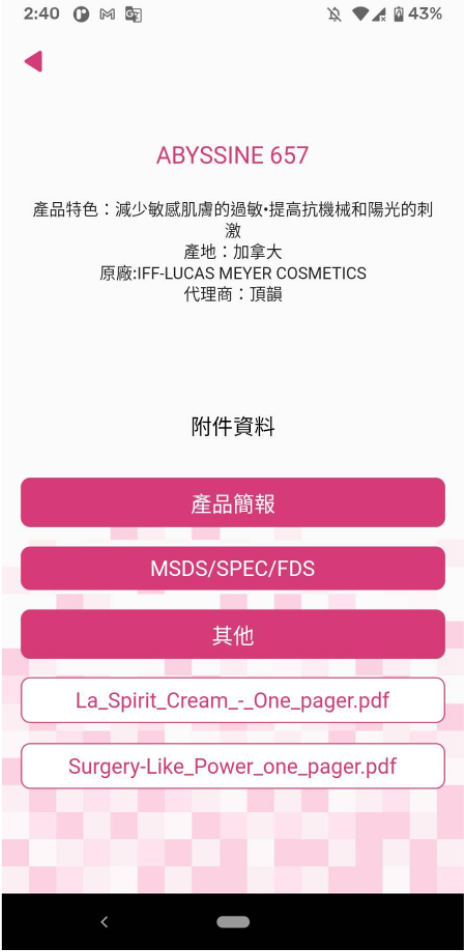 2:40
43%
ABYSSINE 657
產品特色：減少敏感肌膚的過敏•提高抗機械和陽光的刺
激
產地：加拿大
原廠:IFF-LUCAS MEYER COSMETICS
代理商：頂韻
附件資料
產品簡報
MSDS/SPEC/FDS
其他
La_Spirit_Cream_-_One_pager.pdf
Surgery-Like_Power_one_pager.pdf